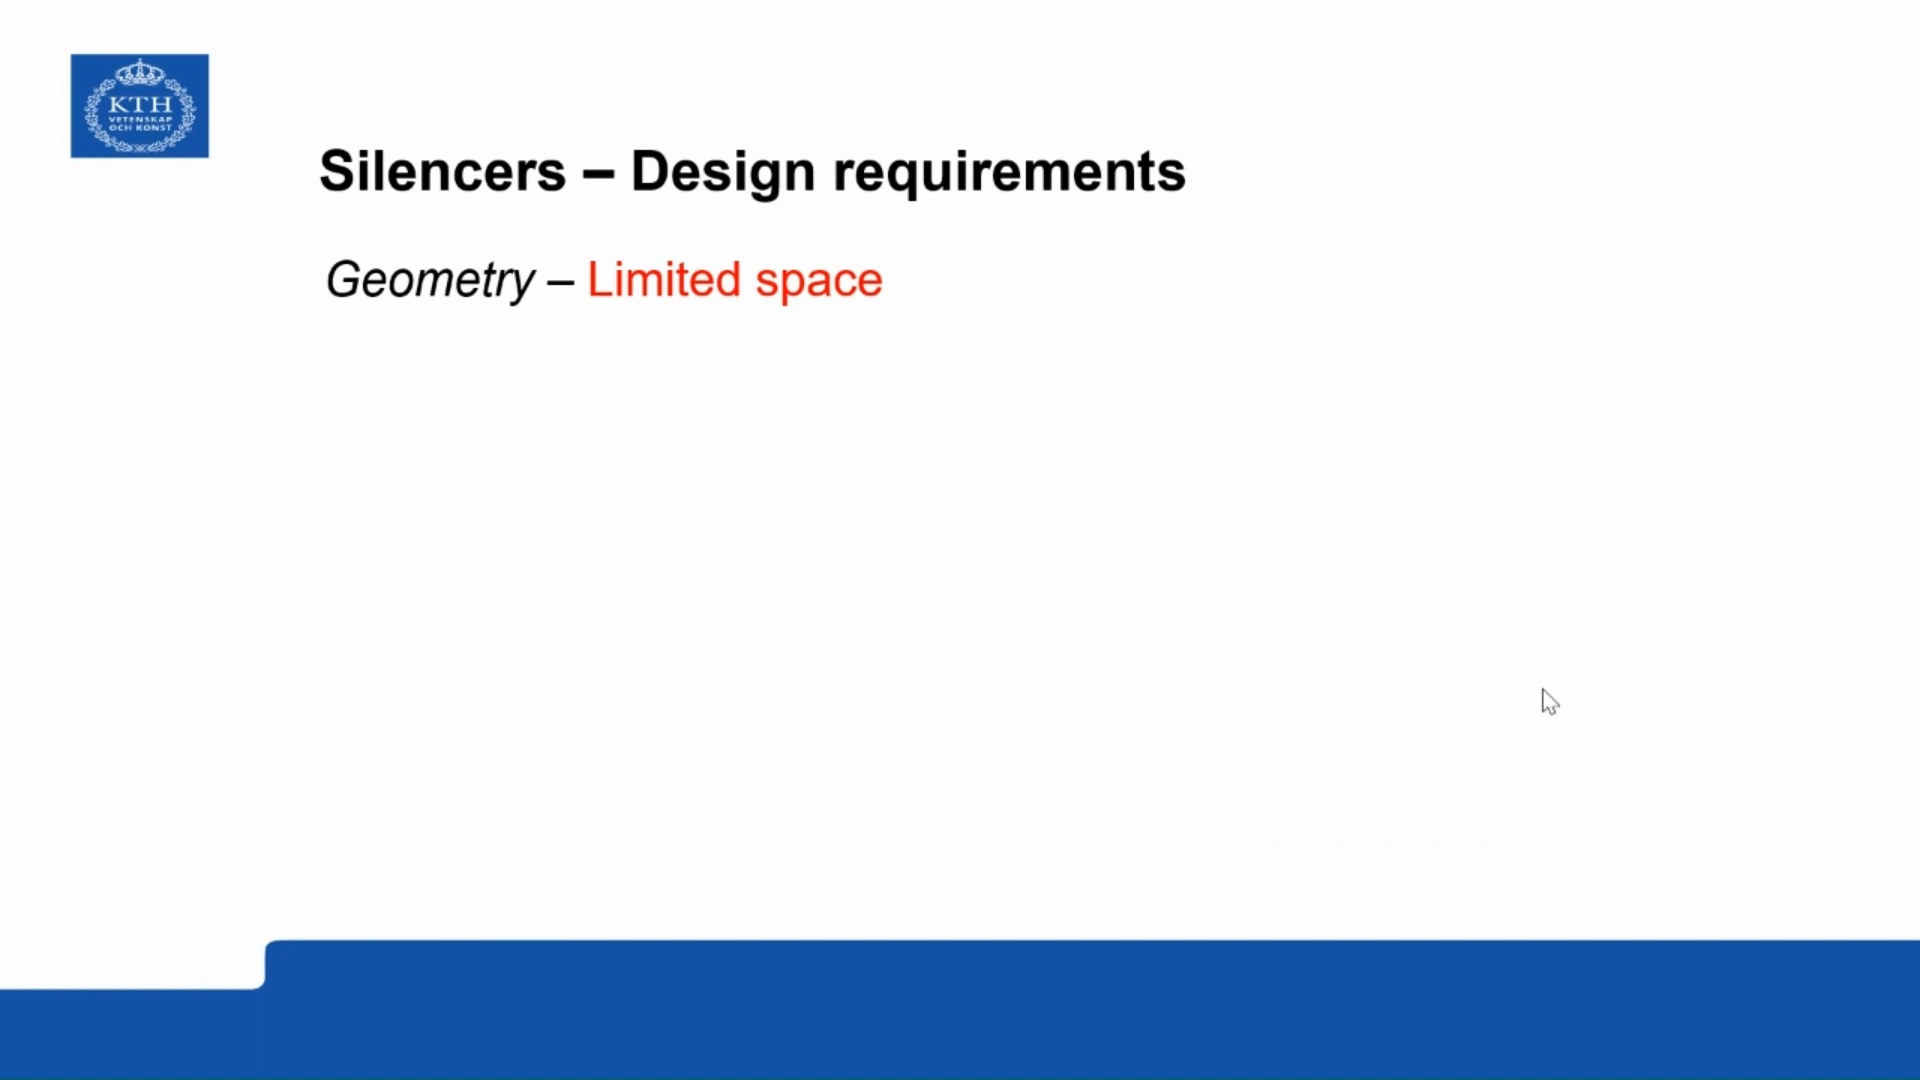 KTH
VETENSKAP
OCH KONST
Silencers – Design requirements
Geometry – Limited space